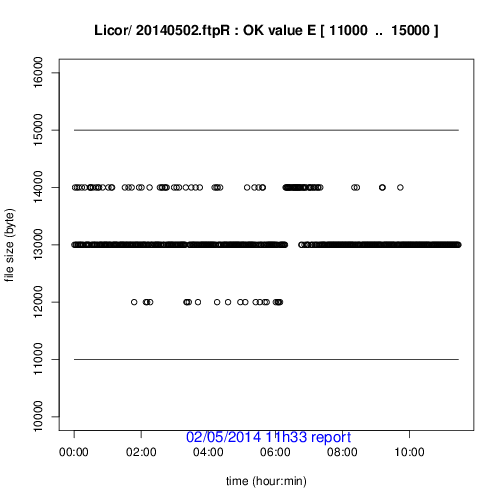 Licor/ 20140502.ftpR : OK value E [ 11000 .. 15000 ]
16000
15000
14000
13000
12000
11000
10000
file size (byte)
02/05/2014 11h33 report
00:00 02:00 04:00 06:00 08:00 10:00
time (hour:min)